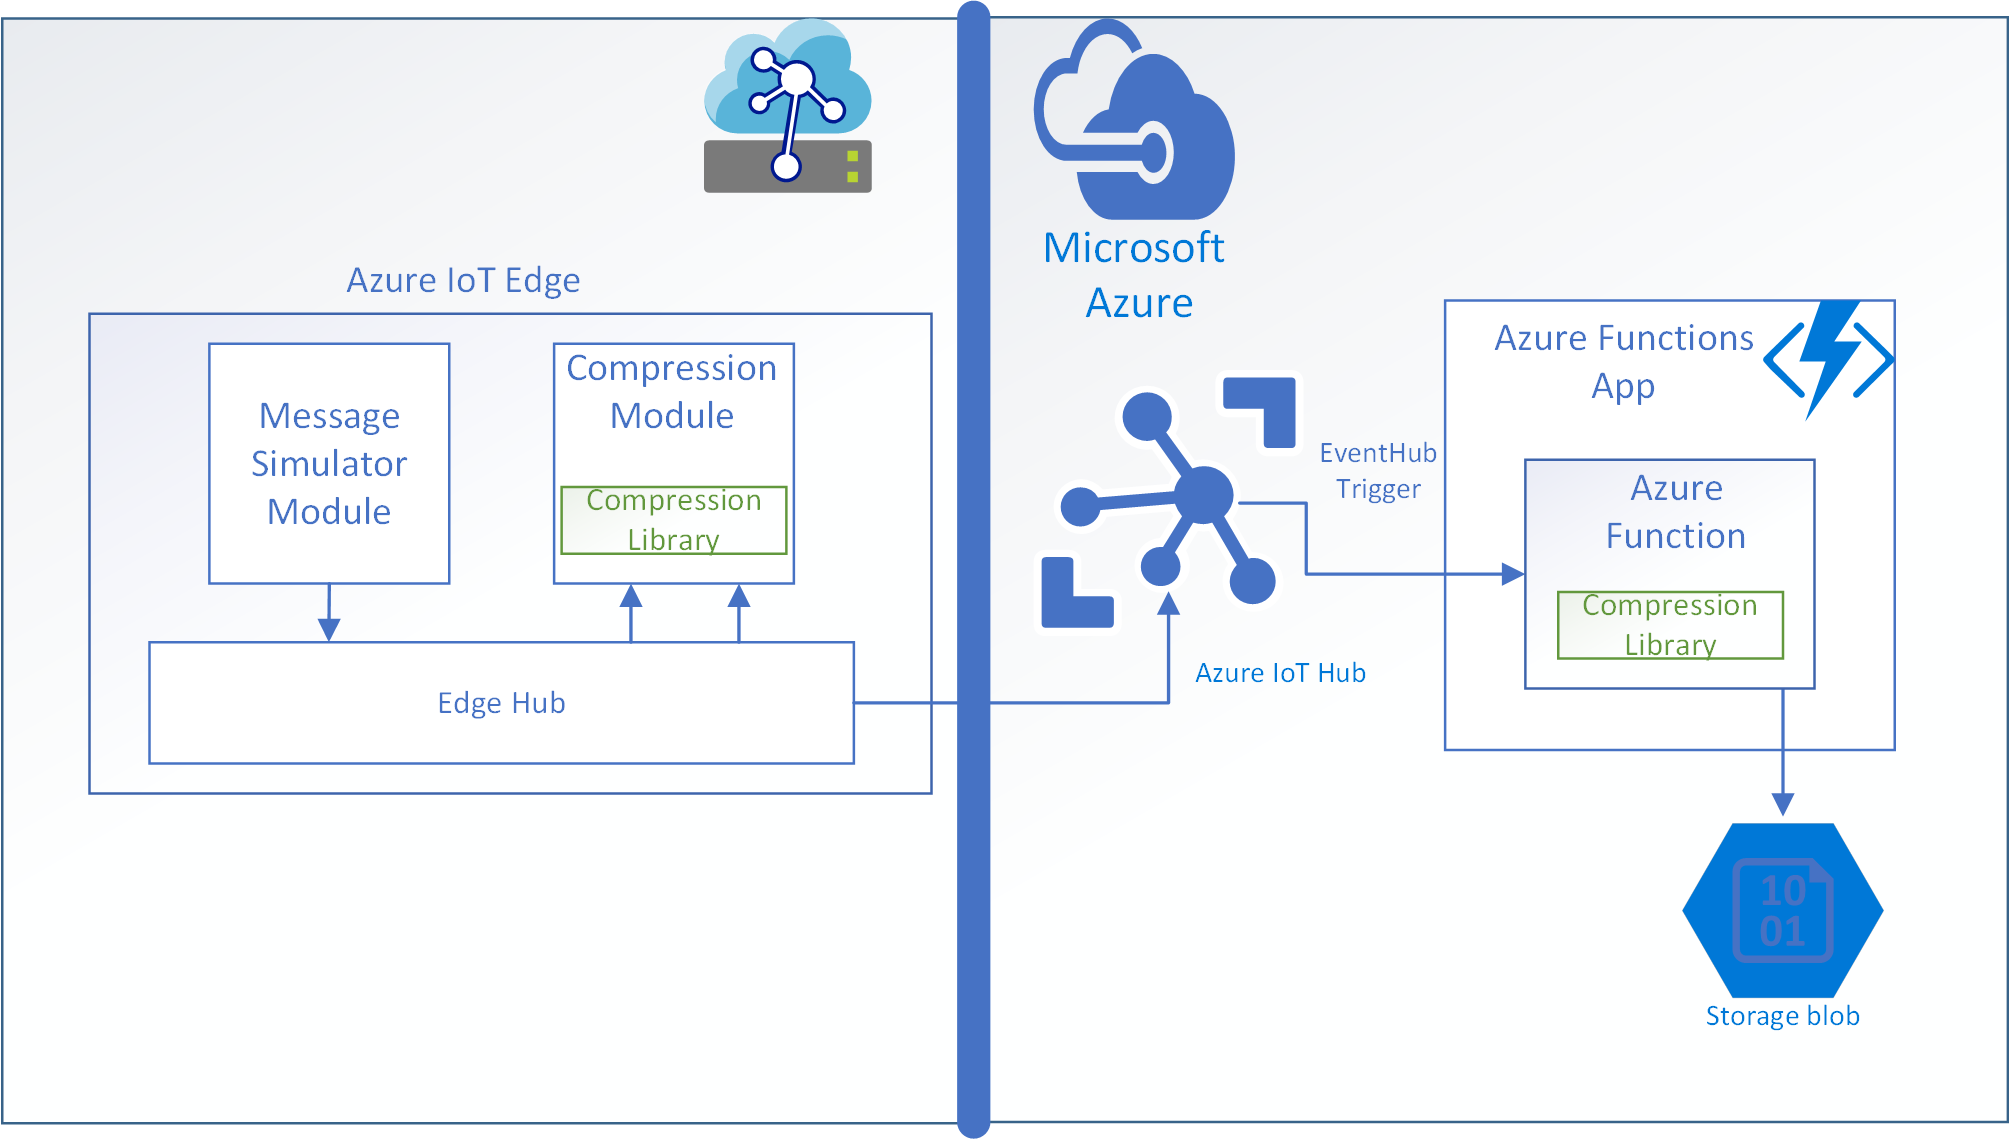 Azure IoT Edge
Message
Simulator
Module
Compression
Module
Compression
Library
Edge Hub
Microsoft
Azure
Azure IoT Hub
EventHub
Trigger
Azure Functions
App
Azure
Function
Compression
Library
10
01
Storage blob